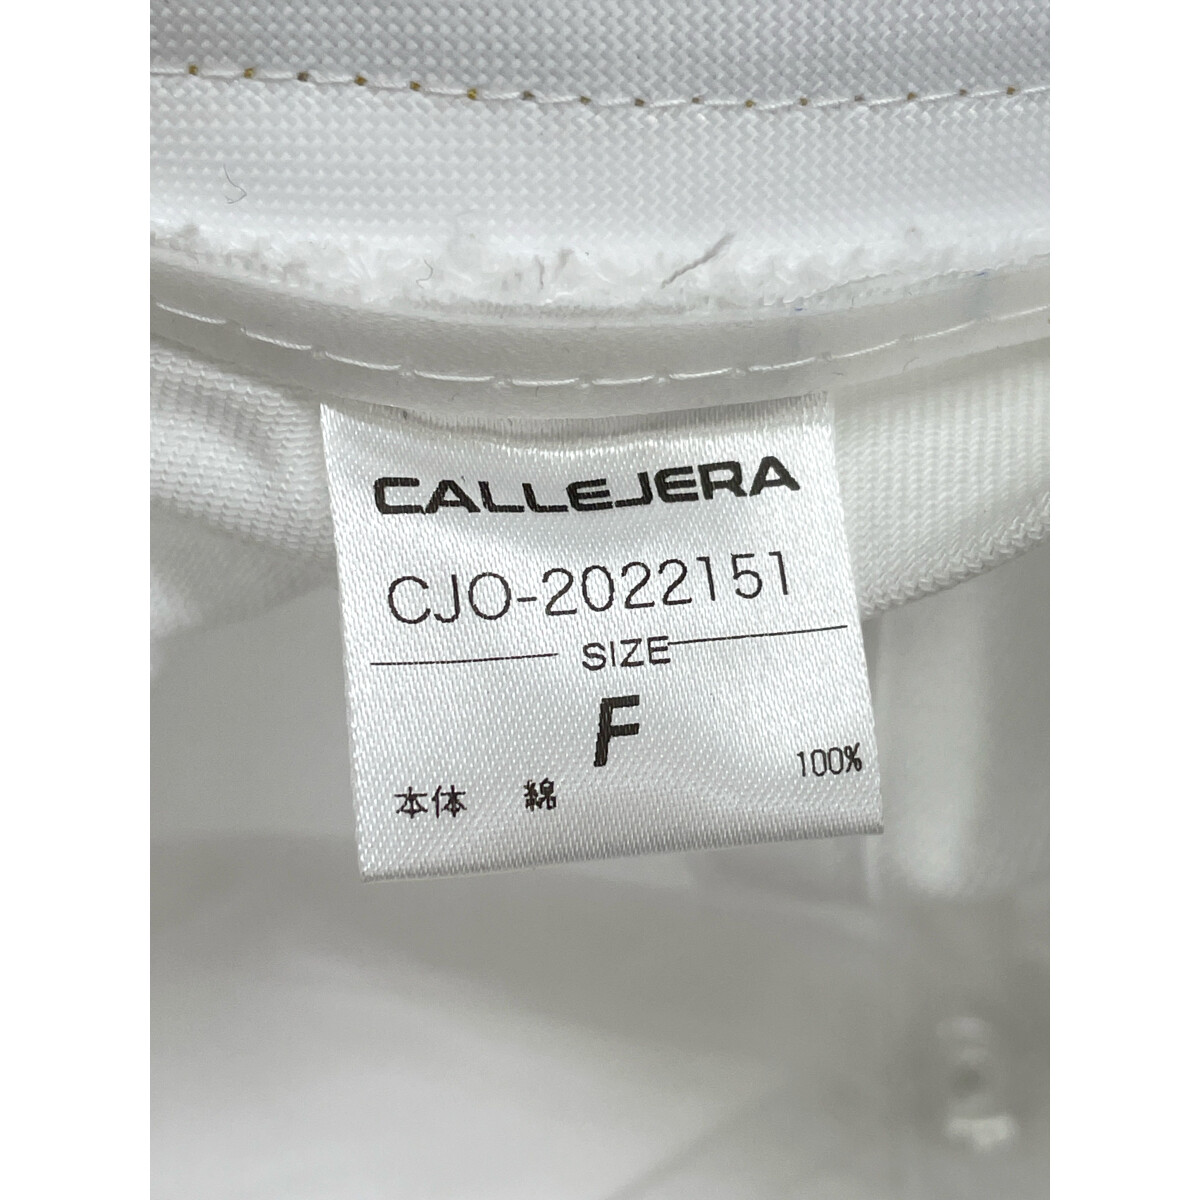 CALLEJERA
CJO-2022151
SIZE
F
本体 綿 100%